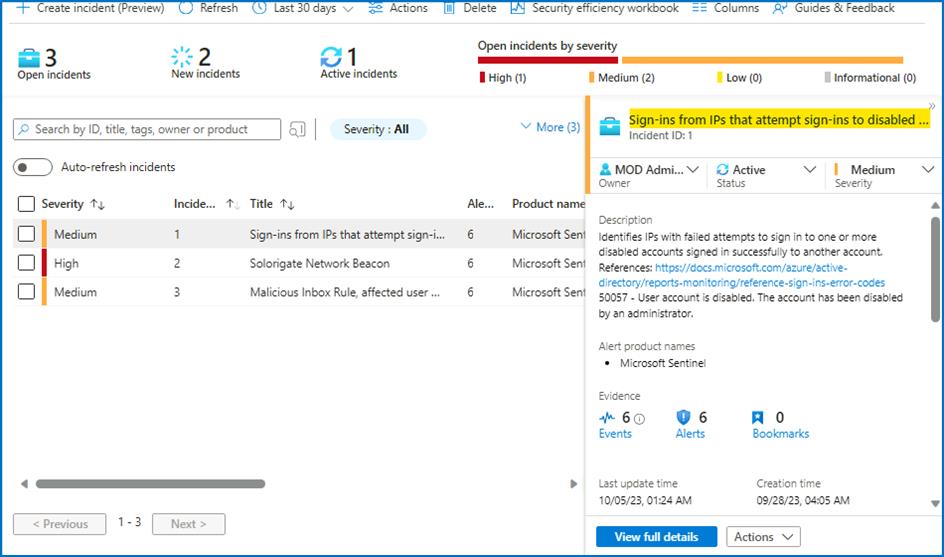 Create incident (Preview) Refresh Last 30 days Actions Delete Security efficiency workbook Columns Guides & Feedback
3
Open incidents
2
New incidents
1
Active incidents
Open incidents by severity
High (1) Medium (2) Low (0) Informational (0)
Search by ID, title, tags, owner or product
Severity : All
More (3)
Auto-refresh incidents
Severity Incide... Title Ale... Product name
Medium 1 Sign-ins from IPs that attempt sign-i... 6 Microsoft Sent
High 2 Solorigate Network Beacon 6 Microsoft Sent
Medium 3 Malicious Inbox Rule, affected user ... 6 Microsoft Sent
< Previous 1 - 3 Next >
Sign-ins from IPs that attempt sign-ins to disabled ...
Incident ID: 1
MOD Admi... Active Medium
Owner Status Severity
Description
Identifies IPs with failed attempts to sign in to one or more
disabled accounts signed in successfully to another account.
References: https://docs.microsoft.com/azure/active-
directory/reports-monitoring/reference-sign-ins-error-codes
50057 - User account is disabled. The account has been disabled
by an administrator.
Alert product names
• Microsoft Sentinel
Evidence
6 6 0
Events Alerts Bookmarks
Last update time Creation time
10/05/23, 01:24 AM 09/28/23, 04:05 AM
View full details Actions